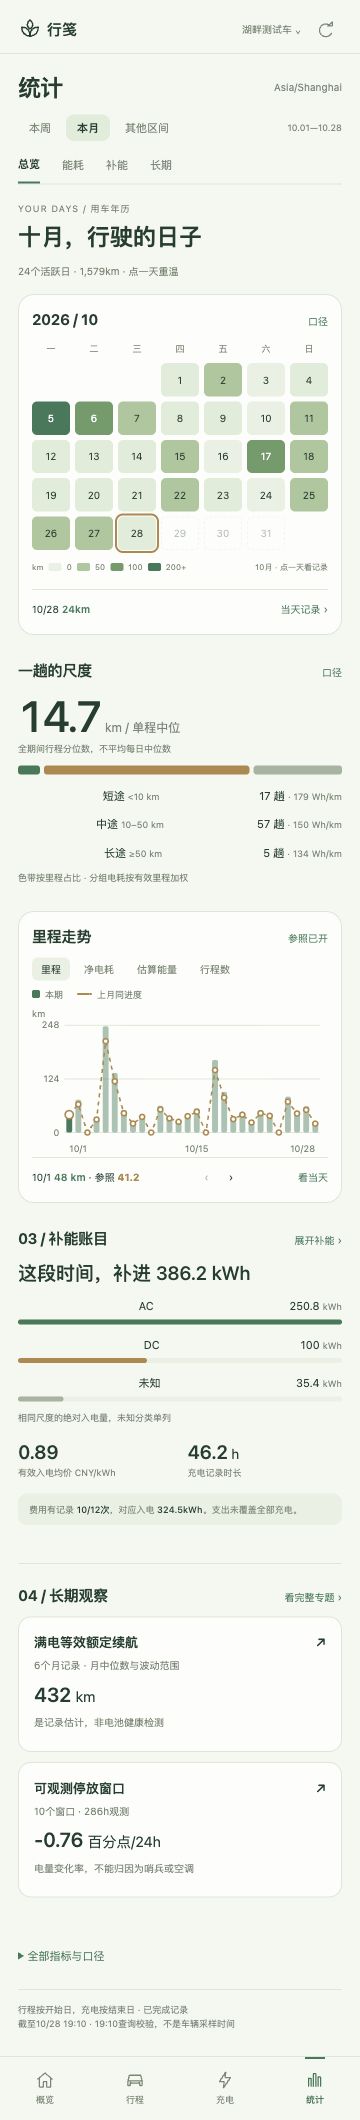 行笺
湖畔测试车
统计
Asia/Shanghai
本周 本月 其他区间 10.01—10.28
总览 能耗 补能 长期
YOUR DAYS / 用车年历
十月，行驶的日子
24个活跃日 · 1,579km · 点一天重温
2026 / 10 口径
一 二 三 四 五 六 日
1 2 3 4
5 6 7 8 9 10 11
12 13 14 15 16 17 18
19 20 21 22 23 24 25
26 27 28 29 30 31
km 0 50 100 200+ 10月 · 点一天看记录
10/28 24km 当天记录 ›
一趟的尺度 口径
14.7 km / 单程中位
全期间行程分位数，不平均每日中位数
短途 <10 km 17 趟 · 179 Wh/km
中途 10–50 km 57 趟 · 150 Wh/km
长途 ≥50 km 5 趟 · 134 Wh/km
色带按里程占比 · 分组电耗按有效里程加权
里程走势 参照已开
里程 净电耗 估算能量 行程数
本期 上月同进度
km
248
124
0
10/1 10/15 10/28
10/1 48 km · 参照 41.2 ‹ › 看当天
03 / 补能账目 展开补能 ›
这段时间，补进 386.2 kWh
AC 250.8 kWh
DC 100 kWh
未知 35.4 kWh
相同尺度的绝对入电量，未知分类单列
0.89 46.2 h
有效入电均价 CNY/kWh 充电记录时长
费用有记录 10/12次，对应入电 324.5kWh。支出未覆盖全部充电。
04 / 长期观察 看完整专题 ›
满电等效额定续航
6个月记录 · 月中位数与波动范围
432 km
是记录估计，非电池健康检测
可观测停放窗口
10个窗口 · 286h观测
-0.76 百分点/24h
电量变化率，不能归因为哨兵或空调
全部指标与口径
行程按开始日，充电按结束日 · 已完成记录
截至10/28 19:10 · 19:10查询校验，不是车辆采样时间
概览 行程 充电 统计